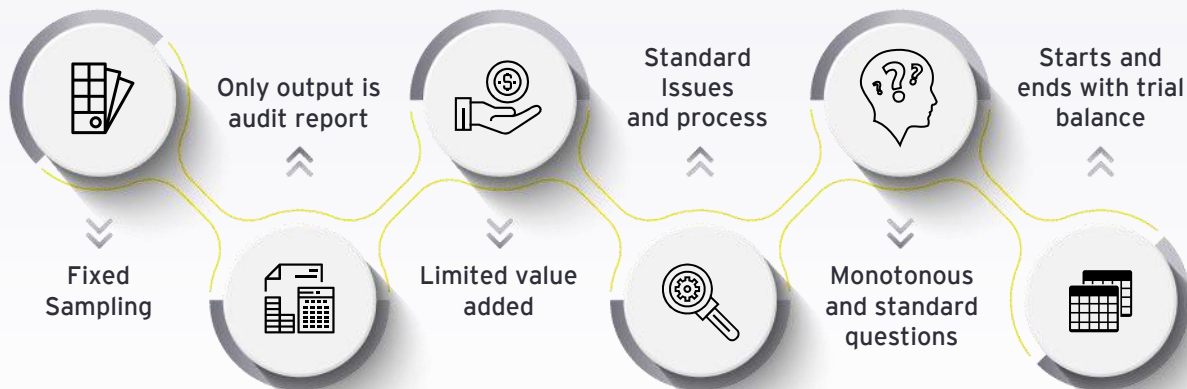 Fixed
Sampling
Only output is
audit report
Limited value
added
Standard
Issues
and process
Monotonous
and standard
questions
Starts and
ends with trial
balance